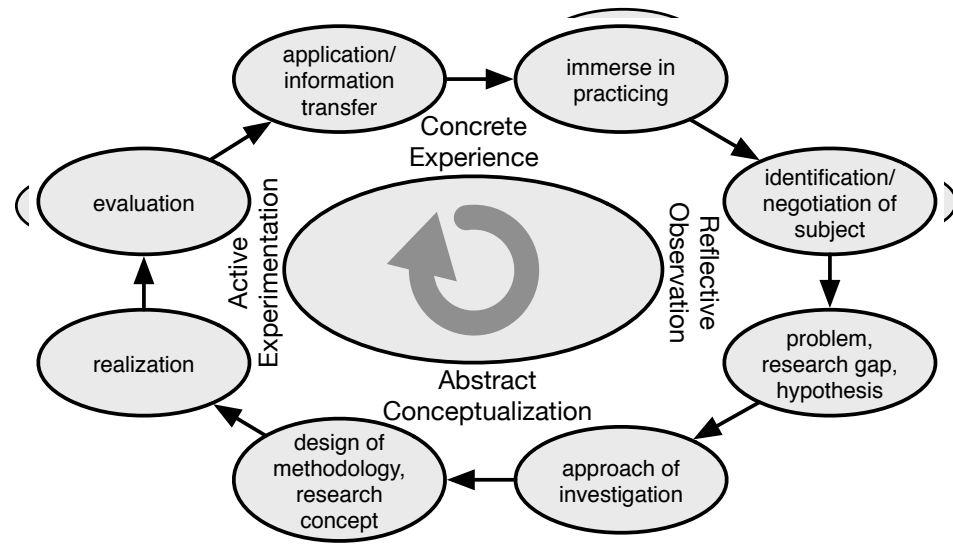 application/
information
transfer
immerse in
practicing
Concrete
Experience
evaluation
identification/
negotiation of
subject
Active
Experimentation
Reflective
Observation
realization
problem,
research gap,
hypothesis
Abstract
Conceptualization
design of
methodology,
research
concept
approach of
investigation